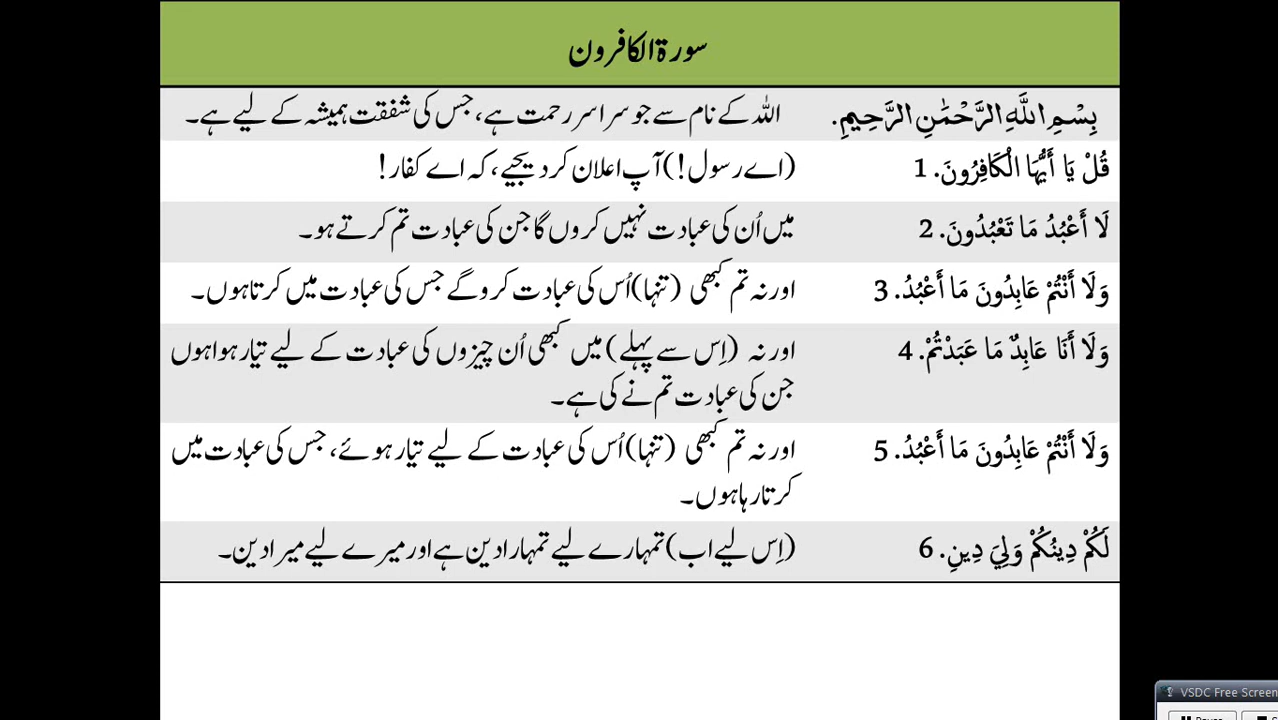 سورۃ الکافرون
بِسْمِ اللَّهِ الرَّحْمَٰنِ الرَّحِيمِ. اللہ کے نام سے جو سراسر رحمت ہے، جس کی شفقت ہمیشہ کے لیے ہے۔
قُلْ يَا أَيُّهَا الْكَافِرُونَ. 1 (اے رسول!) آپ اعلان کر دیجیے، کہ اے کفار!
لَا أَعْبُدُ مَا تَعْبُدُونَ. 2 میں اُن کی عبادت نہیں کروں گا جن کی عبادت تم کرتے ہو۔
وَلَا أَنْتُمْ عَابِدُونَ مَا أَعْبُدُ. 3 اور نہ تم کبھی (تنہا) اُس کی عبادت کرو گے جس کی عبادت میں کرتا ہوں۔
وَلَا أَنَا عَابِدٌ مَا عَبَدْتُمْ. 4 اور نہ (اِس سے پہلے) میں کبھی اُن چیزوں کی عبادت کے لیے تیار ہوا ہوں
جن کی عبادت تم نے کی ہے۔
وَلَا أَنْتُمْ عَابِدُونَ مَا أَعْبُدُ. 5 اور نہ تم کبھی (تنہا) اُس کی عبادت کے لیے تیار ہوئے، جس کی عبادت میں
کرتا رہا ہوں۔
لَكُمْ دِينُكُمْ وَلِيَ دِينِ. 6 (اِس لیے اب) تمہارے لیے تمہارا دین ہے اور میرے لیے میرا دین۔
VSDC Free Screen